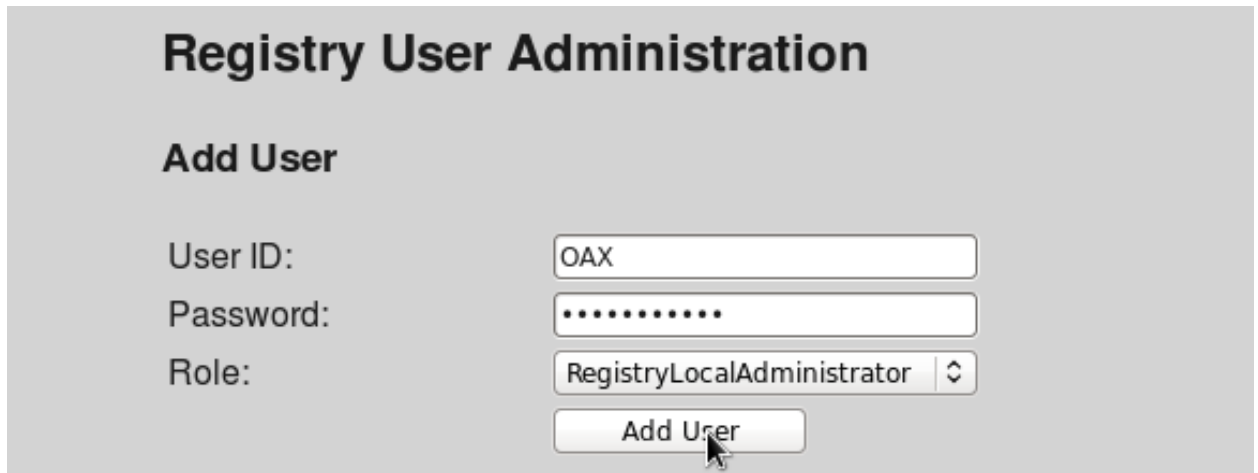 Registry User Administration
Add User
User ID: OAX
Password: •••••••••••
Role: RegistryLocalAdministrator
Add User